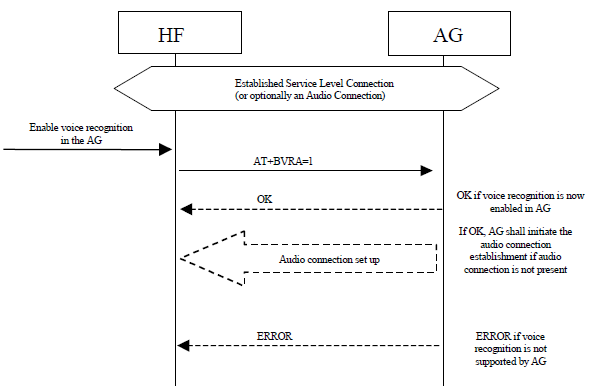 HF
AG
Established Service Level Connection
(or optionally an Audio Connection)
Enable voice recognition
in the AG
AT+BVRA=1
OK
OK if voice recognition is now
enabled in AG
If OK, AG shall initiate the
audio connection
establishment if audio
connection is not present
Audio connection set up
ERROR
ERROR if voice
recognition is not
supported by AG